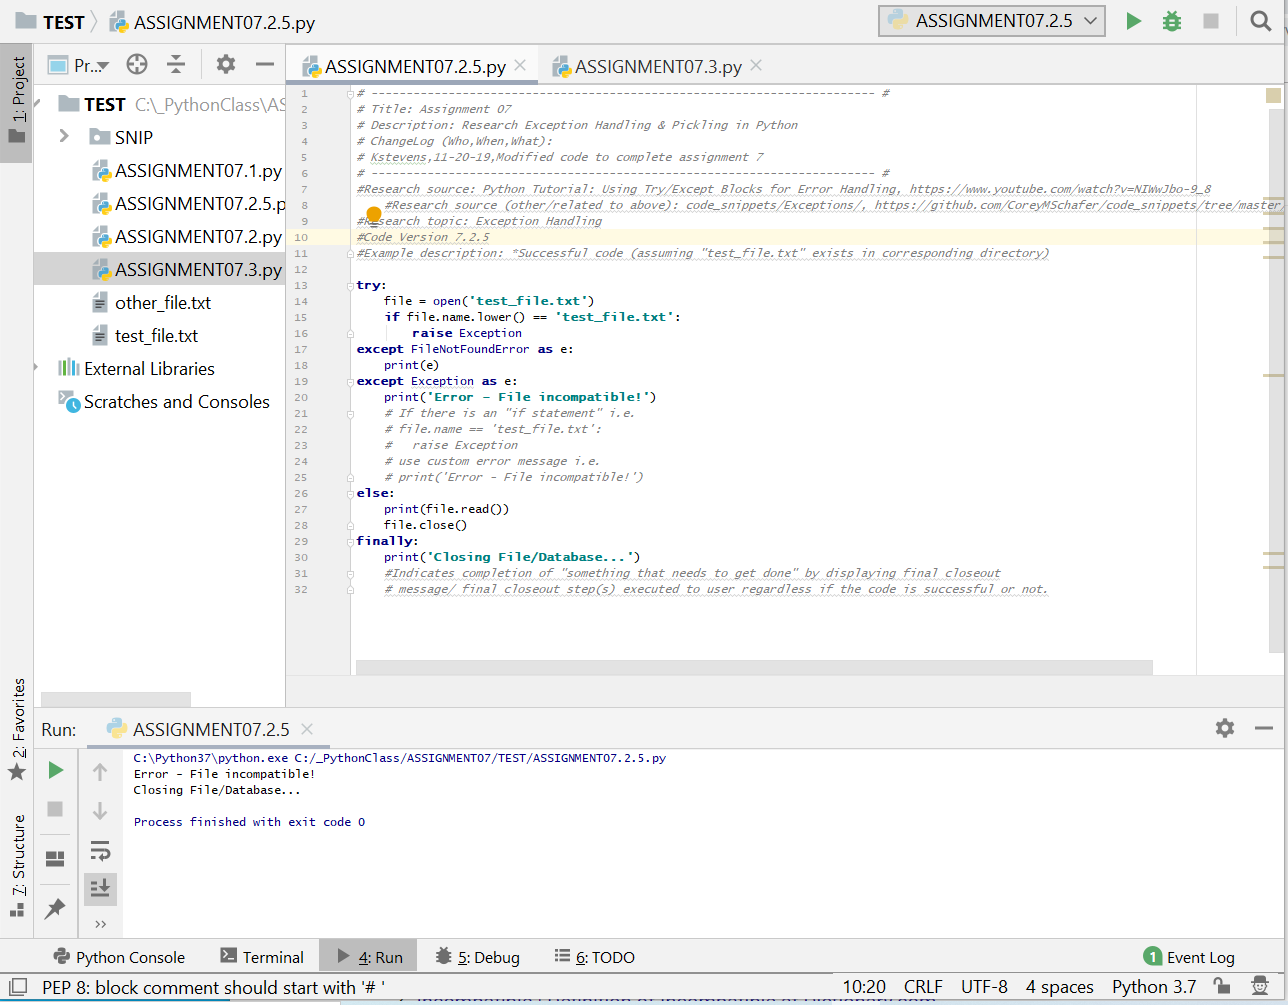 TEST ASSIGNMENT07.2.5.py
ASSIGNMENT07.2.5
1: Project
Pr...
ASSIGNMENT07.2.5.py
ASSIGNMENT07.3.py
TEST C:\_PythonClass\AS
SNIP
ASSIGNMENT07.1.py
ASSIGNMENT07.2.5.p
ASSIGNMENT07.2.py
ASSIGNMENT07.3.py
other_file.txt
test_file.txt
External Libraries
Scratches and Consoles
1 # ------------------------------------------------------------------------ #
2 # Title: Assignment 07
3 # Description: Research Exception Handling & Pickling in Python
4 # ChangeLog (Who,When,What):
5 # Kstevens,11-20-19,Modified code to complete assignment 7
6 # ------------------------------------------------------------------------ #
7 #Research source: Python Tutorial: Using Try/Except Blocks for Error Handling, https://www.youtube.com/watch?v=NIWwJbo-9_8
8 #Research source (other/related to above): code_snippets/Exceptions/, https://github.com/CoreyMSchafer/code_snippets/tree/master/
9 #Research topic: Exception Handling
10 #Code Version 7.2.5
11 #Example description: *Successful code (assuming "test_file.txt" exists in corresponding directory)
12
13 try:
14 file = open('test_file.txt')
15 if file.name.lower() == 'test_file.txt':
16 raise Exception
17 except FileNotFoundError as e:
18 print(e)
19 except Exception as e:
20 print('Error - File incompatible!')
21 # If there is an "if statement" i.e.
22 # file.name == 'test_file.txt':
23 #   raise Exception
24 # use custom error message i.e.
25 # print('Error - File incompatible!')
26 else:
27 print(file.read())
28 file.close()
29 finally:
30 print('Closing File/Database...')
31 #Indicates completion of "something that needs to get done" by displaying final closeout
32 # message/ final closeout step(s) executed to user regardless if the code is successful or not.
2: Favorites
7: Structure
Run: ASSIGNMENT07.2.5
C:\Python37\python.exe C:/_PythonClass/ASSIGNMENT07/TEST/ASSIGNMENT07.2.5.py
Error - File incompatible!
Closing File/Database...
Process finished with exit code 0
Python Console Terminal 4: Run 5: Debug 6: TODO 1 Event Log
PEP 8: block comment should start with '# ' 10:20 CRLF UTF-8 4 spaces Python 3.7